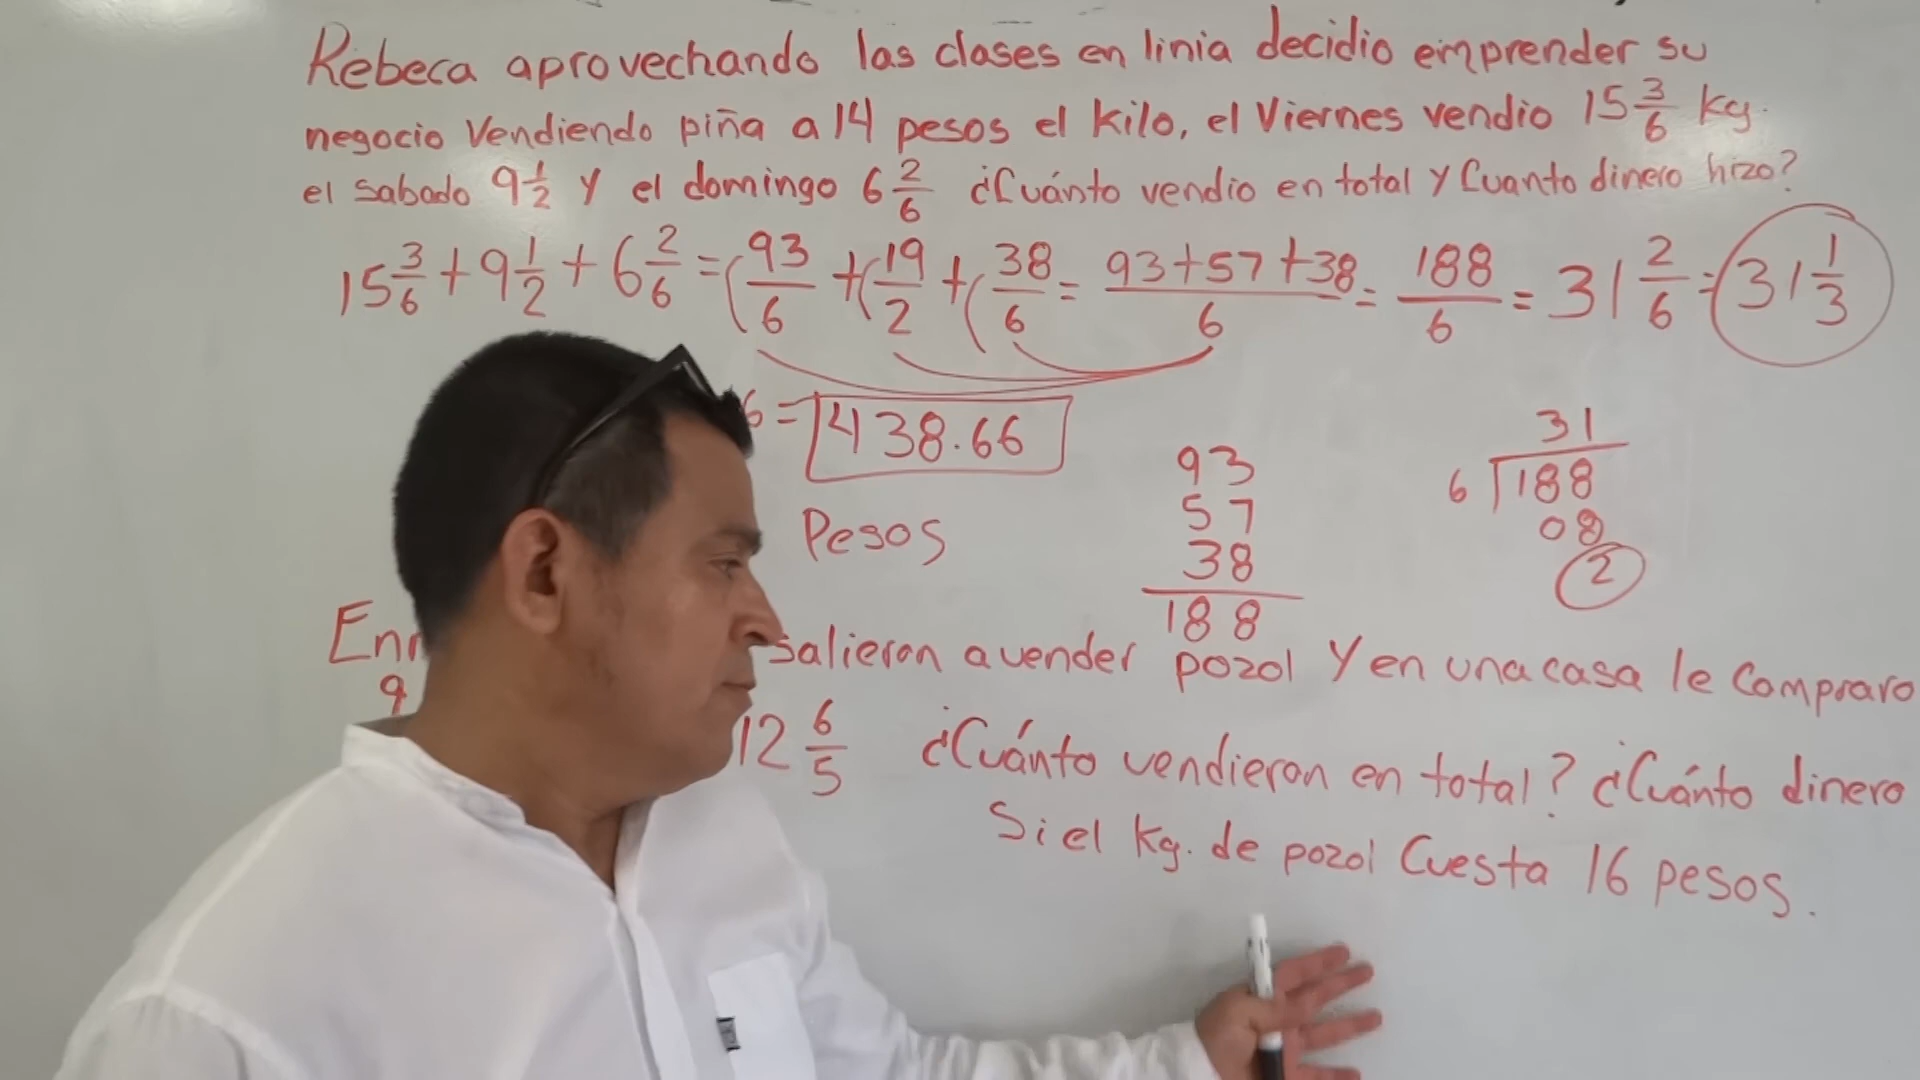 Rebeca aprovechando las clases en linia decidio emprender su
negocio Vendiendo piña a 14 pesos el kilo, el Viernes vendio 15 3/6 kg.
el sabado 9 1/2 y el domingo 6 2/6 ¿Cuánto vendio en total y Cuanto dinero hizo?
15 3/6 + 9 1/2 + 6 2/6 = ( 93/6 + ( 19/2 + ( 38/6 = 93+57+38/6 = 188/6 = 31 2/6 = 31 1/3
6 = 438.66
Pesos
93
57
38
188
31
6 188
08
2
salieron a vender pozol Y en una casa le Compraro
12 6/5 ¿Cuánto vendieron en total? ¿Cuánto dinero
Si el Kg. de pozol Cuesta 16 pesos.